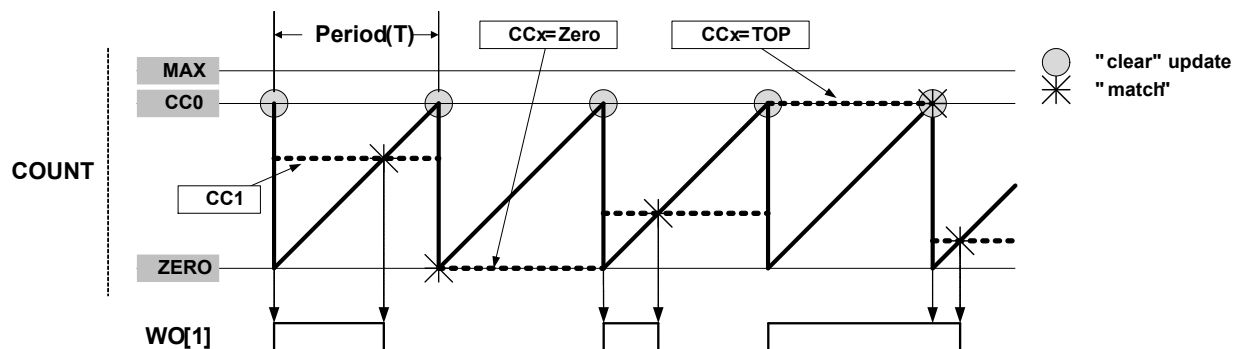 Period(T)
CCx=Zero
CCx=TOP
"clear" update
"match"
MAX
CC0
COUNT
CC1
ZERO
WO[1]